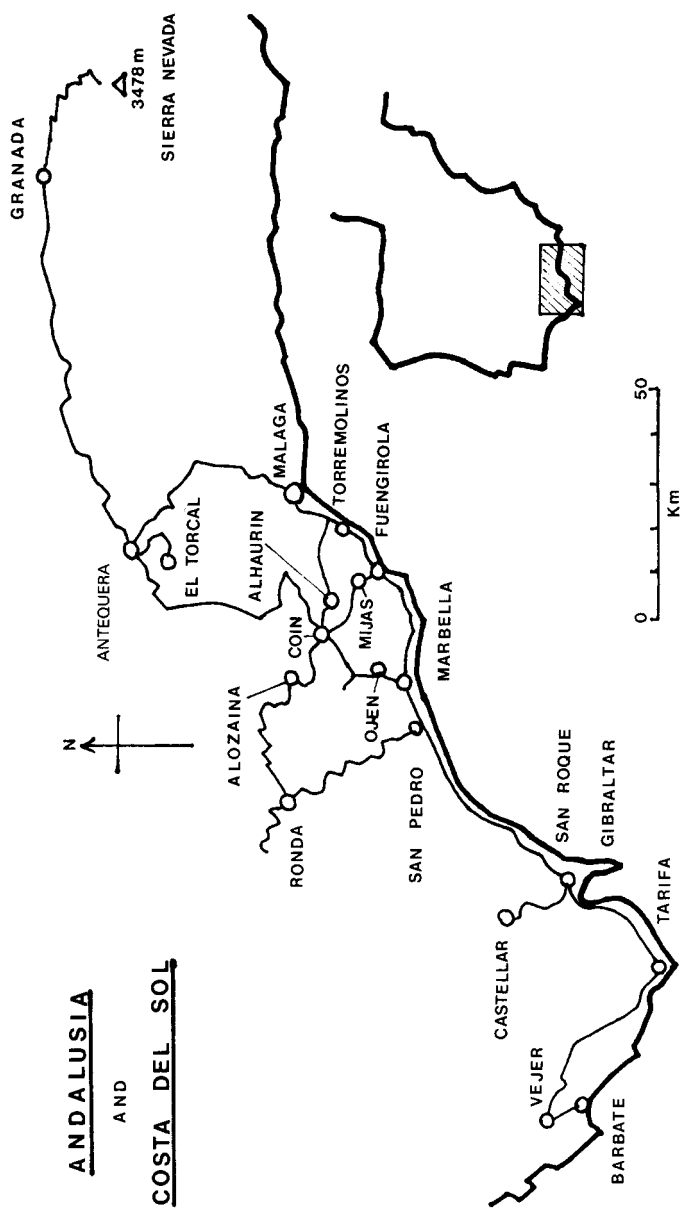 ANDALUSIA
AND
COSTA DEL SOL
N
GRANADA
3478 m
SIERRA NEVADA
ANTEQUERA
EL TORCAL
ALHAURIN
MALAGA
TORREMOLINOS
FUENGIROLA
COIN
MIJAS
ALOZAINA
OJEN
MARBELLA
RONDA
SAN PEDRO
CASTELLAR
SAN ROQUE
GIBRALTAR
TARIFA
VEJER
BARBATE
0
50
Km